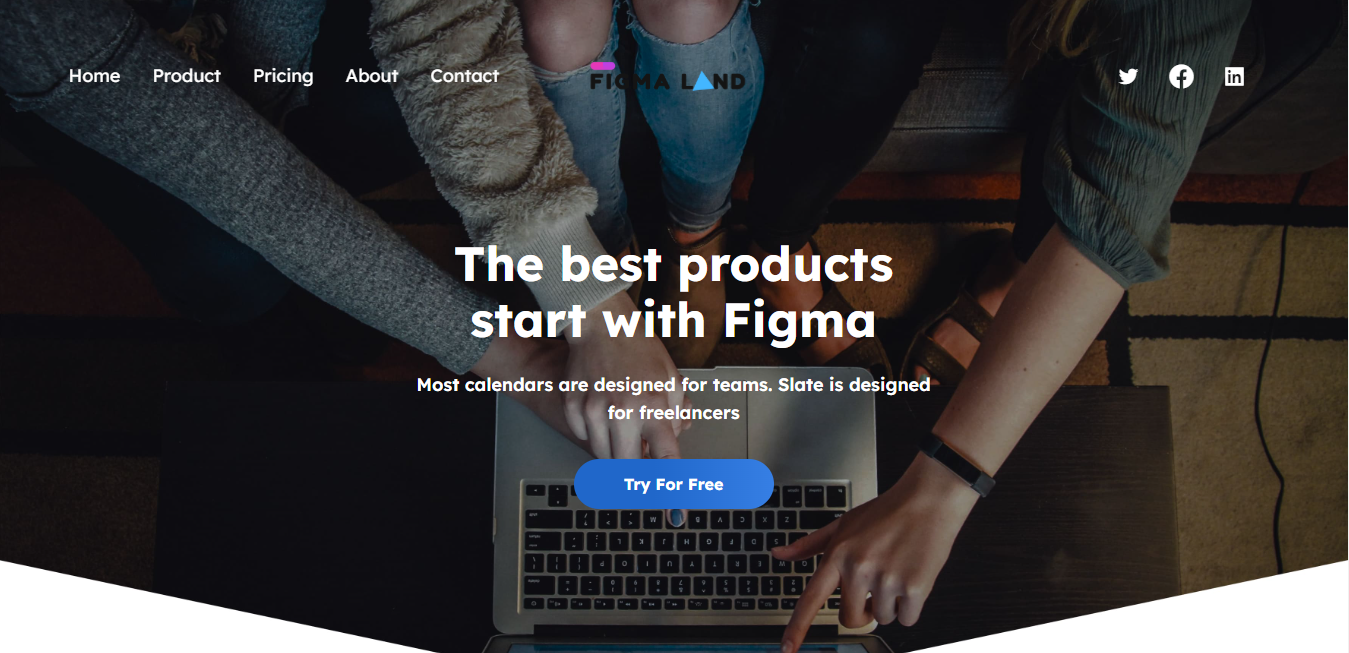 Home Product Pricing About Contact
FIGMA LAND
The best products
start with Figma
Most calendars are designed for teams. Slate is designed
for freelancers
Try For Free